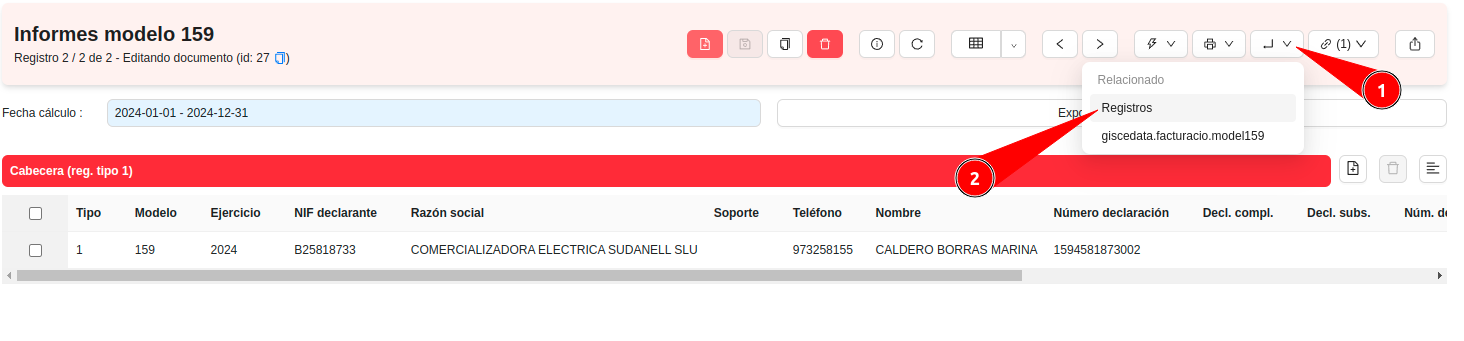 Informes modelo 159
Registro 2 / 2 de 2 - Editando documento (id: 27 )
(1)
Relacionado
Registros
giscedata.facturacio.model159
1
2
Fecha cálculo :
2024-01-01 - 2024-12-31
Cabecera (reg. tipo 1)
Tipo Modelo Ejercicio NIF declarante Razón social Soporte Teléfono Nombre Número declaración Decl. compl. Decl. subs. Núm.
1 159 2024 B25818733 COMERCIALIZADORA ELECTRICA SUDANELL SLU 973258155 CALDERO BORRAS MARINA 1594581873002